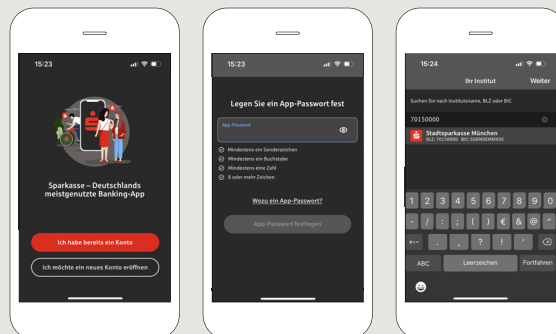 15:23
Sparkasse – Deutschlands
meistgenutzte Banking-App
Ich habe bereits ein Konto
Ich möchte ein neues Konto eröffnen
15:23
Legen Sie ein App-Passwort fest
App-Passwort
Mindestens ein Sonderzeichen
Mindestens ein Buchstabe
Mindestens eine Zahl
8 oder mehr Zeichen
Wozu ein App-Passwort?
App-Passwort festlegen
15:24
Ihr Institut Weiter
Suchen Sie nach Institutsname, BLZ oder BIC
70150000
Stadtsparkasse München
BLZ: 70150000 BIC: SSKMDEMMXXX
1 2 3 4 5 6 7 8 9 0
- / : ; ( ) € & @ "
#+= . , ? ! '
ABC Leerzeichen Fortfahren